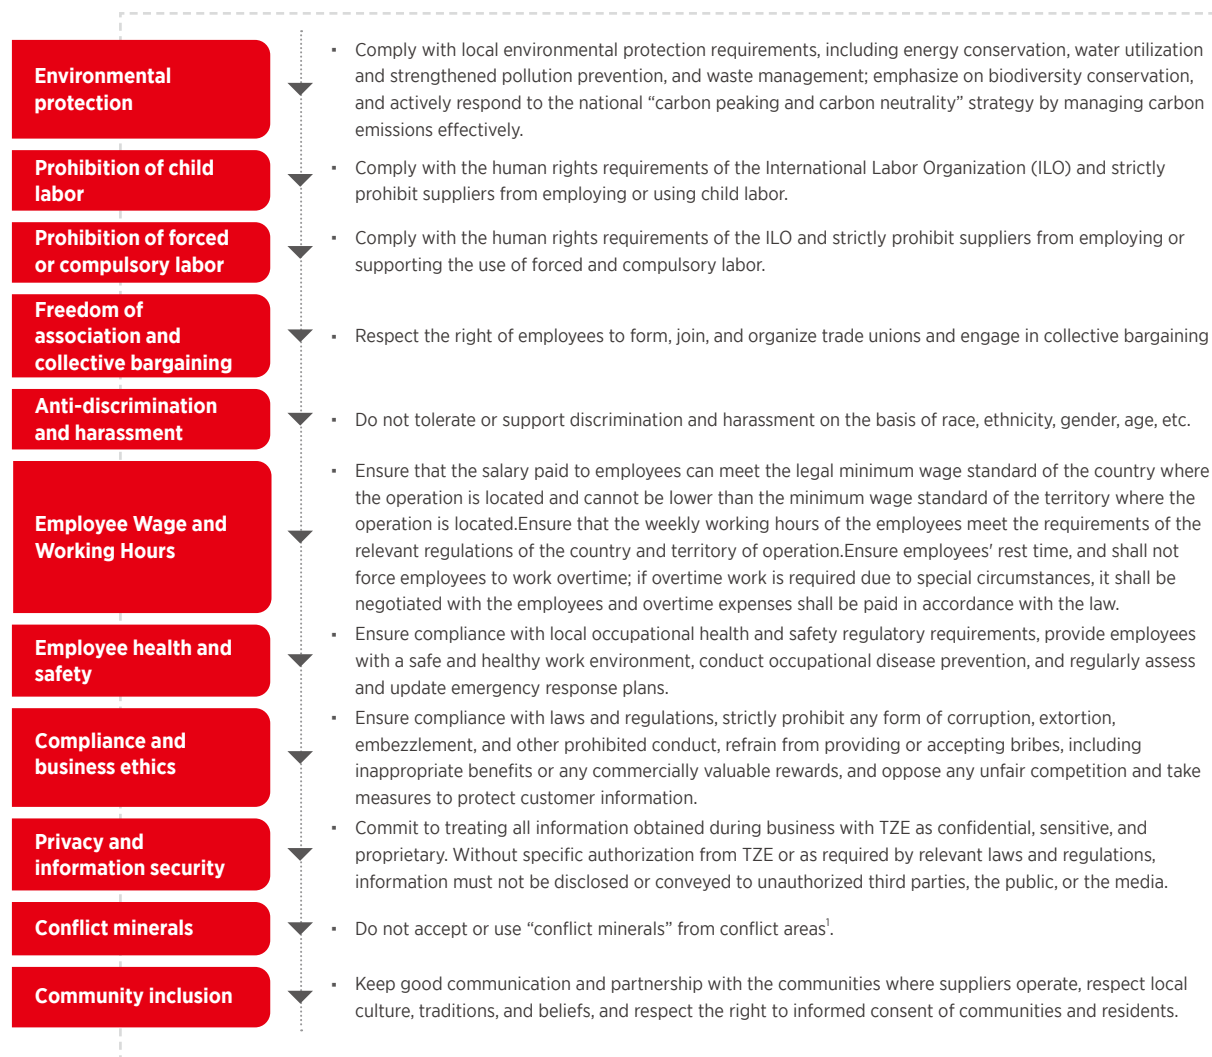 Environmental
protection
▪ Comply with local environmental protection requirements, including energy conservation, water utilization
and strengthened pollution prevention, and waste management; emphasize on biodiversity conservation,
and actively respond to the national “carbon peaking and carbon neutrality” strategy by managing carbon
emissions effectively.
Prohibition of child
labor
▪ Comply with the human rights requirements of the International Labor Organization (ILO) and strictly
prohibit suppliers from employing or using child labor.
Prohibition of forced
or compulsory labor
▪ Comply with the human rights requirements of the ILO and strictly prohibit suppliers from employing or
supporting the use of forced and compulsory labor.
Freedom of
association and
collective bargaining
▪ Respect the right of employees to form, join, and organize trade unions and engage in collective bargaining
Anti-discrimination
and harassment
▪ Do not tolerate or support discrimination and harassment on the basis of race, ethnicity, gender, age, etc.
Employee Wage and
Working Hours
▪ Ensure that the salary paid to employees can meet the legal minimum wage standard of the country where
the operation is located and cannot be lower than the minimum wage standard of the territory where the
operation is located.Ensure that the weekly working hours of the employees meet the requirements of the
relevant regulations of the country and territory of operation.Ensure employees' rest time, and shall not
force employees to work overtime; if overtime work is required due to special circumstances, it shall be
negotiated with the employees and overtime expenses shall be paid in accordance with the law.
Employee health and
safety
▪ Ensure compliance with local occupational health and safety regulatory requirements, provide employees
with a safe and healthy work environment, conduct occupational disease prevention, and regularly assess
and update emergency response plans.
Compliance and
business ethics
▪ Ensure compliance with laws and regulations, strictly prohibit any form of corruption, extortion,
embezzlement, and other prohibited conduct, refrain from providing or accepting bribes, including
inappropriate benefits or any commercially valuable rewards, and oppose any unfair competition and take
measures to protect customer information.
Privacy and
information security
▪ Commit to treating all information obtained during business with TZE as confidential, sensitive, and
proprietary. Without specific authorization from TZE or as required by relevant laws and regulations,
information must not be disclosed or conveyed to unauthorized third parties, the public, or the media.
Conflict minerals
▪ Do not accept or use “conflict minerals” from conflict areas¹.
Community inclusion
▪ Keep good communication and partnership with the communities where suppliers operate, respect local
culture, traditions, and beliefs, and respect the right to informed consent of communities and residents.